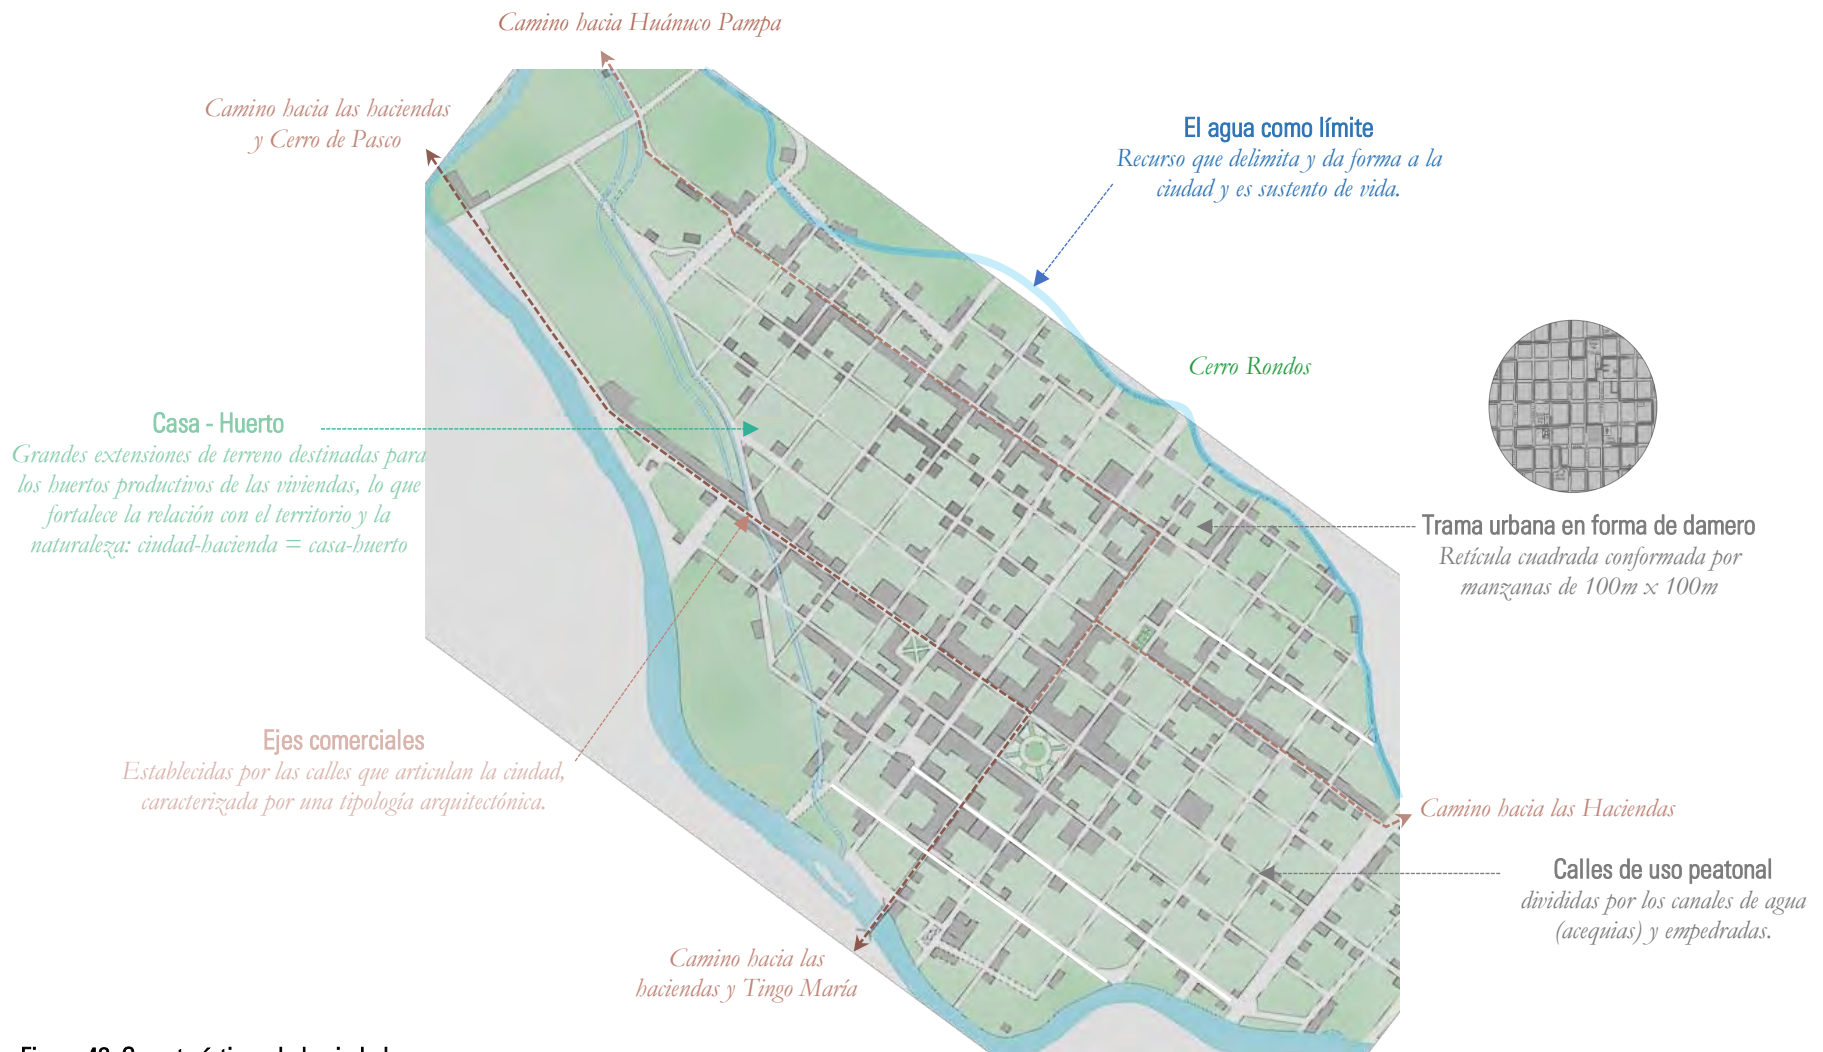 Camino hacia Huánuco Pampa
Camino hacia las haciendas
y Cerro de Pasco
El agua como límite
Recurso que delimita y da forma a la
ciudad y es sustento de vida.
Cerro Rondos
Casa - Huerto
Grandes extensiones de terreno destinadas para
los huertos productivos de las viviendas, lo que
fortalece la relación con el territorio y la
naturaleza: ciudad-hacienda = casa-huerto
Trama urbana en forma de damero
Retícula cuadrada conformada por
manzanas de 100m x 100m
Ejes comerciales
Establecidas por las calles que articulan la ciudad,
caracterizada por una tipología arquitectónica.
Camino hacia las Haciendas
Calles de uso peatonal
divididas por los canales de agua
(acequias) y empedradas.
Camino hacia las
haciendas y Tingo María